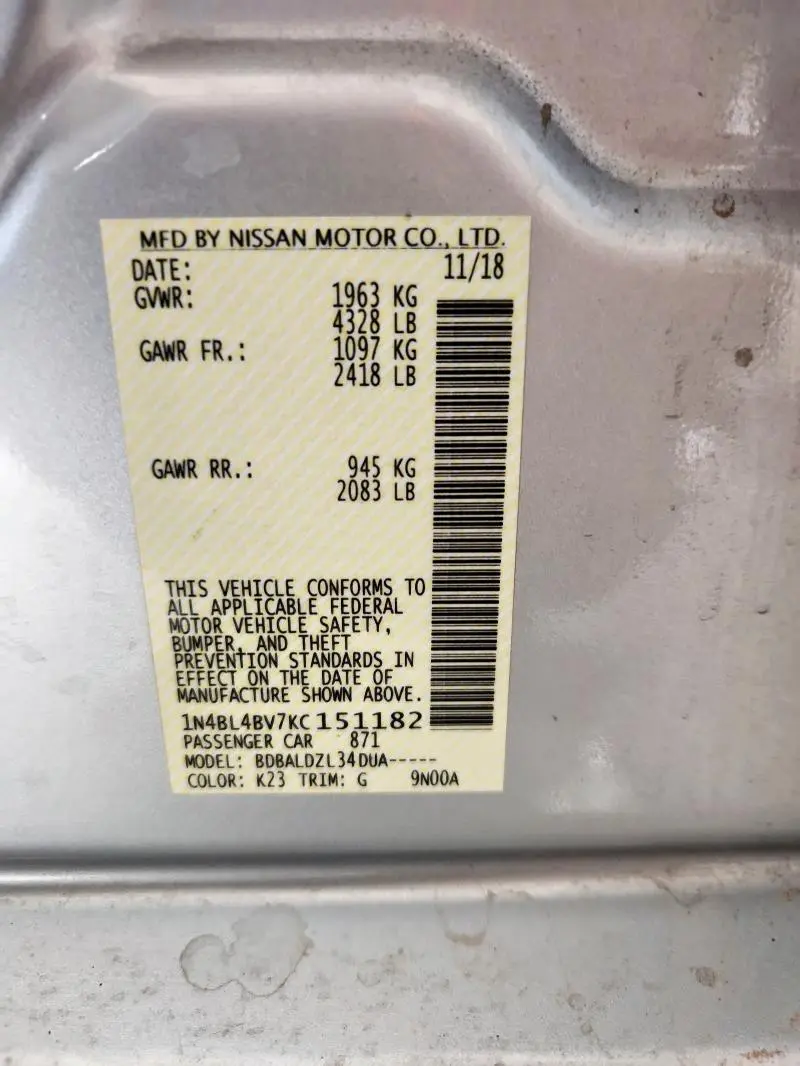 MFD BY NISSAN MOTOR CO., LTD.
DATE: 11/18
GVWR: 1963 KG
4328 LB
GAWR FR.: 1097 KG
2418 LB
GAWR RR.: 945 KG
2083 LB
THIS VEHICLE CONFORMS TO
ALL APPLICABLE FEDERAL
MOTOR VEHICLE SAFETY,
BUMPER, AND THEFT
PREVENTION STANDARDS IN
EFFECT ON THE DATE OF
MANUFACTURE SHOWN ABOVE.
1N4BL4BV7KC151182
PASSENGER CAR 871
MODEL: BDBALDZL34DUA-----
COLOR: K23 TRIM: G 9N00A